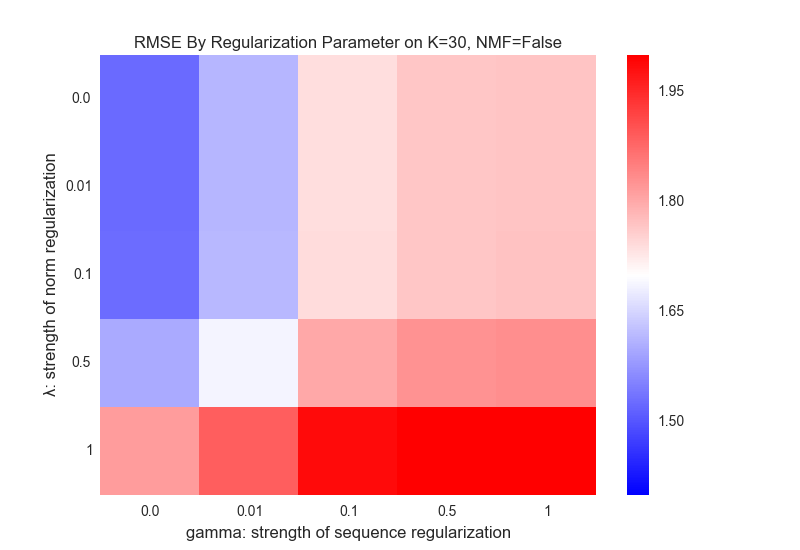 RMSE By Regularization Parameter on K=30, NMF=False
λ: strength of norm regularization
0.0
0.01
0.1
0.5
1
0.0 0.01 0.1 0.5 1
gamma: strength of sequence regularization
1.95
1.80
1.65
1.50